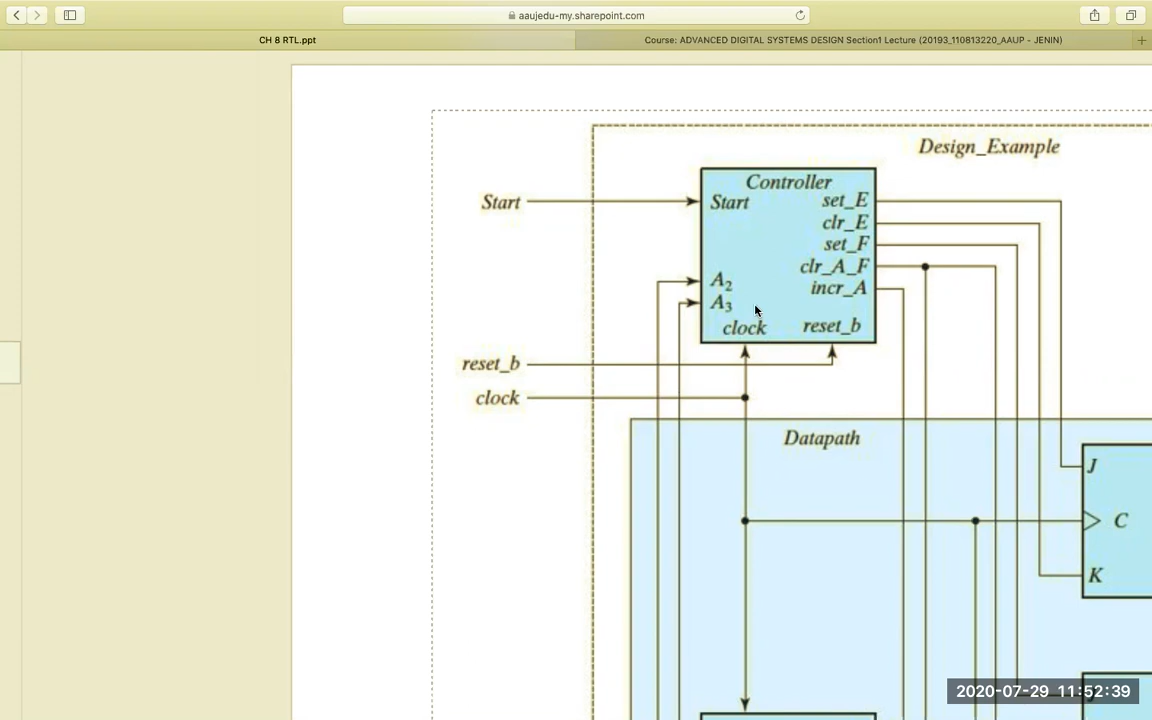 aaujedu-my.sharepoint.com
CH 8 RTL.ppt
Course: ADVANCED DIGITAL SYSTEMS DESIGN Section1 Lecture (20193_110813220_AAUP - JENIN)
Design_Example
Controller
Start
Start
set_E
clr_E
set_F
clr_A_F
A2
incr_A
A3
clock
reset_b
reset_b
clock
Datapath
J
C
K
2020-07-29 11:52:39